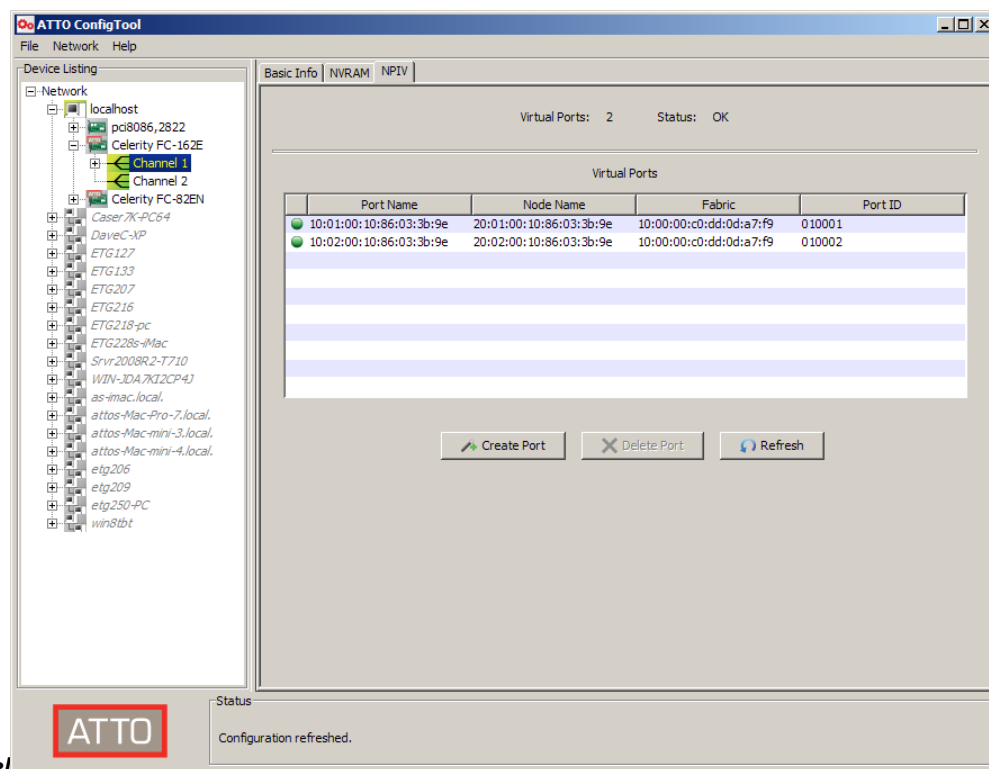 ATTO ConfigTool
File Network Help
Device Listing
Network
localhost
pci8086,2822
Celerity FC-162E
Channel 1
Channel 2
Celerity FC-82EN
Caser7K-PC64
DaveC-XP
ETG127
ETG133
ETG207
ETG216
ETG218-pc
ETG228s-iMac
Srvr2008R2-T710
WIN-JDA7KI2CP4J
as-imac.local.
attos-Mac-Pro-7.local.
attos-Mac-mini-3.local.
attos-Mac-mini-4.local.
etg206
etg209
etg250-PC
win8tbt
Basic Info NVRAM NPIV
Virtual Ports: 2 Status: OK
Virtual Ports
Port Name Node Name Fabric Port ID
10:01:00:10:86:03:3b:9e 20:01:00:10:86:03:3b:9e 10:00:00:c0:dd:0d:a7:f9 010001
10:02:00:10:86:03:3b:9e 20:02:00:10:86:03:3b:9e 10:00:00:c0:dd:0d:a7:f9 010002
Create Port Delete Port Refresh
ATTO
Status
Configuration refreshed.